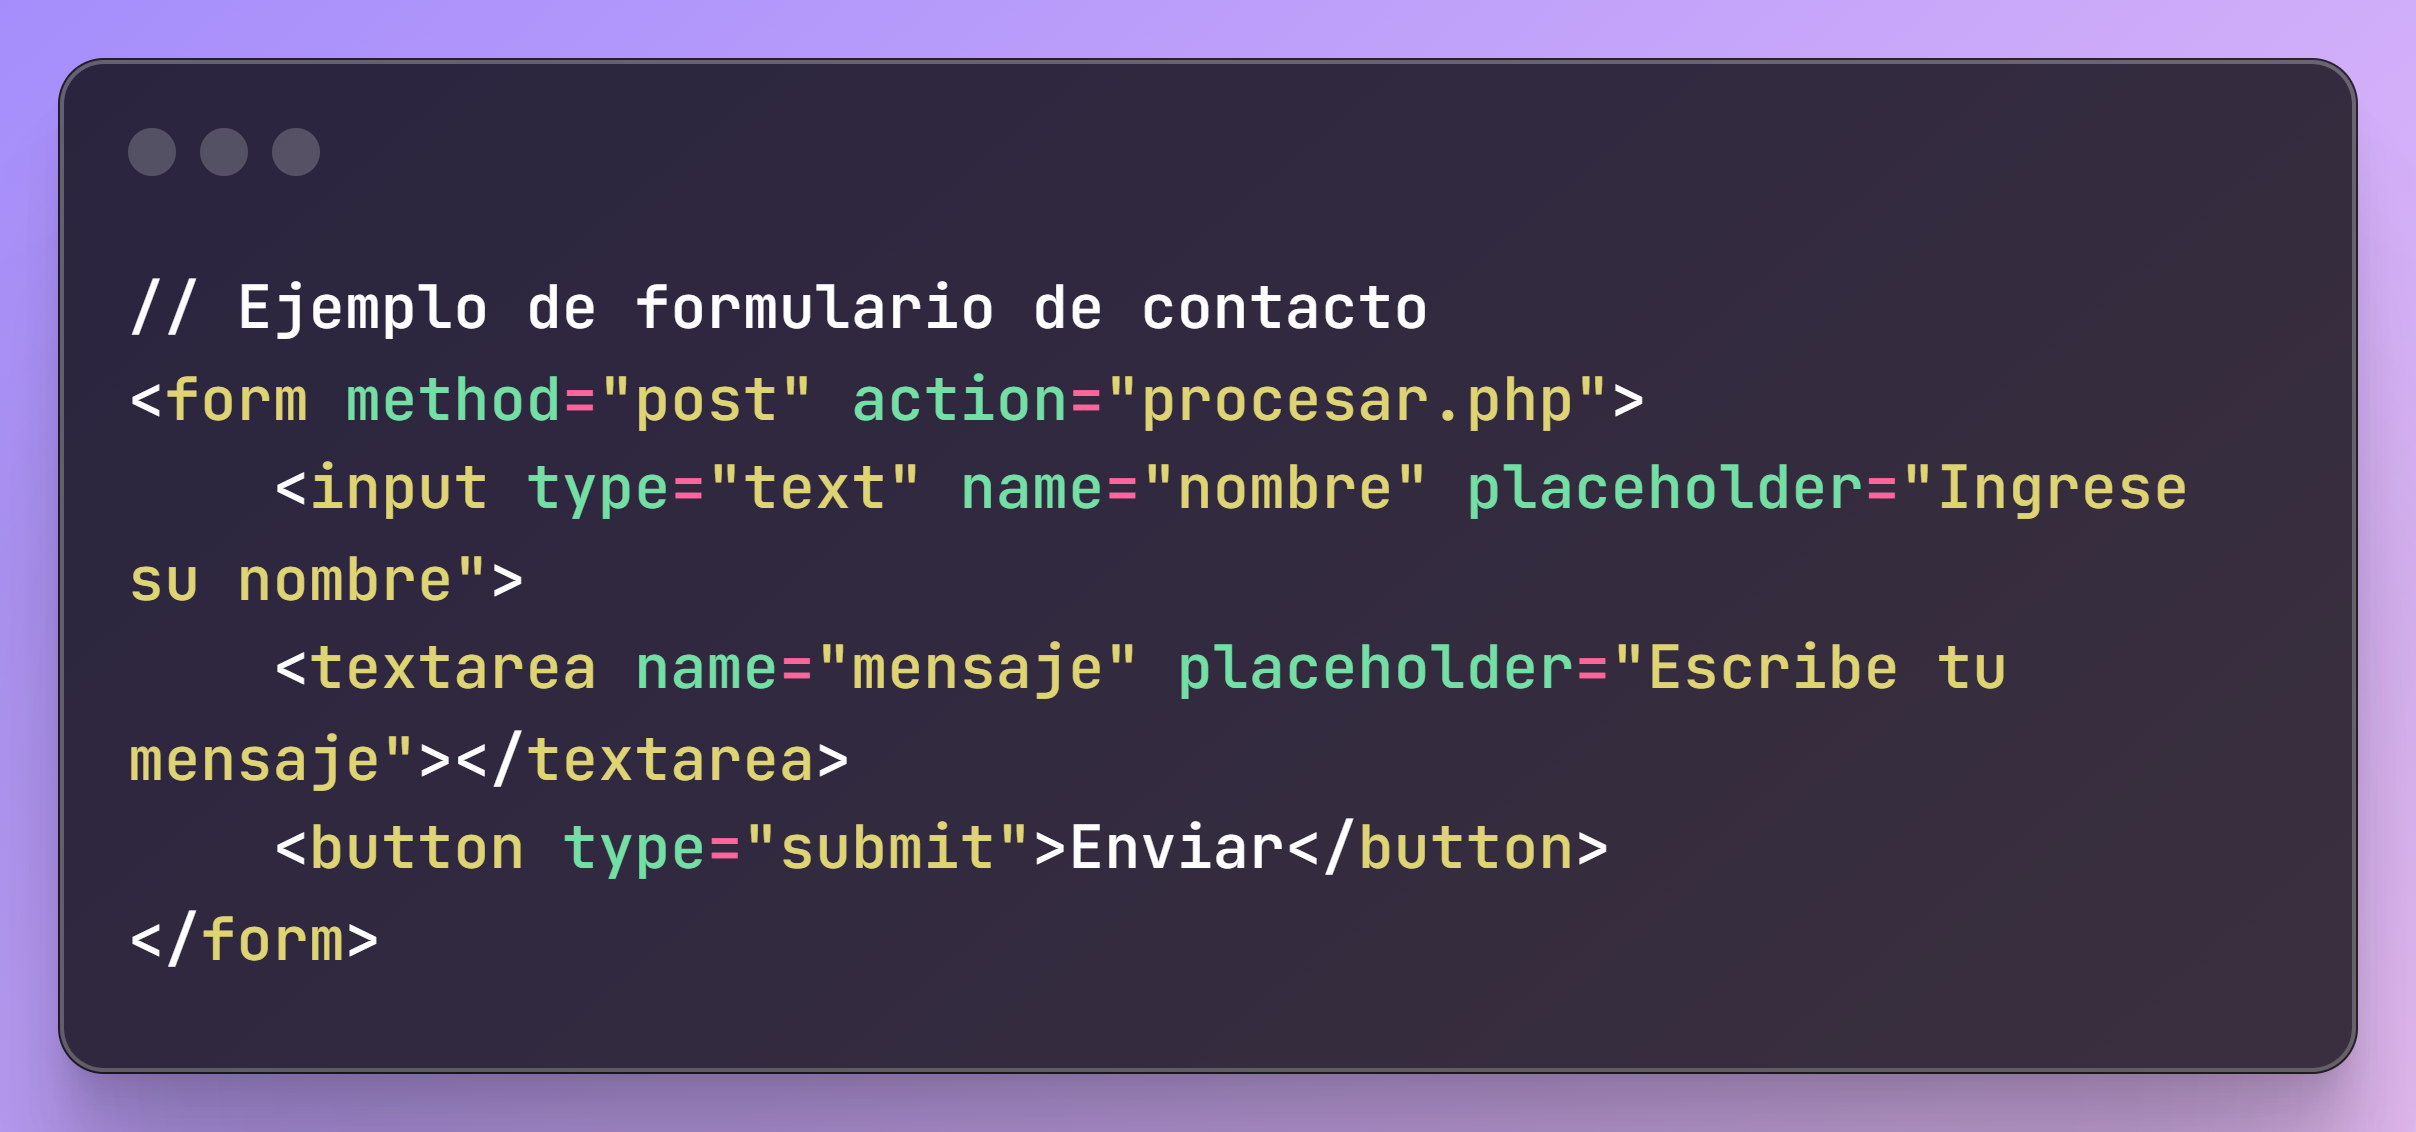 // Ejemplo de formulario de contacto
<form method="post" action="procesar.php">
    <input type="text" name="nombre" placeholder="Ingrese
su nombre">
    <textarea name="mensaje" placeholder="Escribe tu
mensaje"></textarea>
    <button type="submit">Enviar</button>
</form>